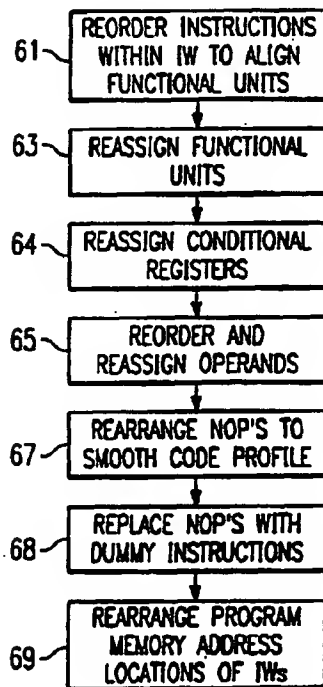 61
REORDER INSTRUCTIONS
WITHIN IW TO ALIGN
FUNCTIONAL UNITS
63
REASSIGN FUNCTIONAL
UNITS
64
REASSIGN CONDITIONAL
REGISTERS
65
REORDER AND
REASSIGN OPERANDS
67
REARRANGE NOP'S TO
SMOOTH CODE PROFILE
68
REPLACE NOP'S WITH
DUMMY INSTRUCTIONS
69
REARRANGE PROGRAM
MEMORY ADDRESS
LOCATIONS OF IWs